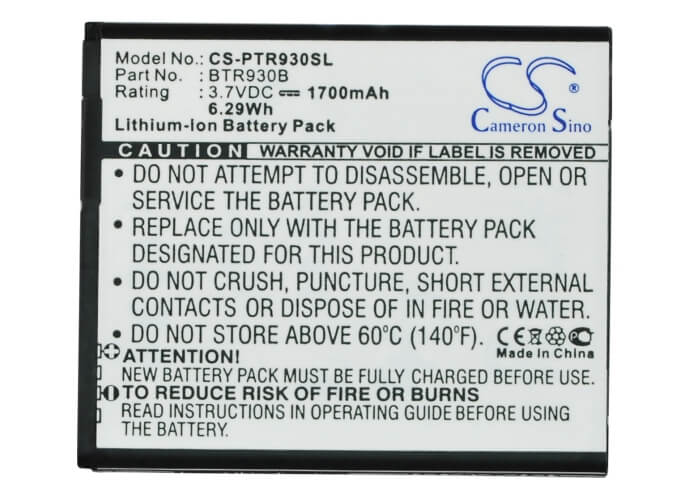 Model No.: CS-PTR930SL
Part No.: BTR930B
Rating : 3.7VDC 1700mAh
6.29Wh
Lithium-Ion Battery Pack
CS
Cameron Sino
CAUTION WARRANTY VOID IF LABEL IS REMOVED
• DO NOT ATTEMPT TO DISASSEMBLE, OPEN OR
SERVICE THE BATTERY PACK.
• REPLACE ONLY WITH THE BATTERY PACK
DESIGNATED FOR THIS PRODUCT.
• DO NOT CRUSH, PUNCTURE, SHORT EXTERNAL
CONTACTS OR DISPOSE OF IN FIRE OR WATER.
• DO NOT STORE ABOVE 60°C (140°F).
CE
Made In China
ATTENTION!
NEW BATTERY PACK MUST BE FULLY CHARGED BEFORE USE.
TO REDUCE RISK OF FIRE OR BURNS
READ INSTRUCTIONS IN OPERATING GUIDE BEFORE USING
THE BATTERY.